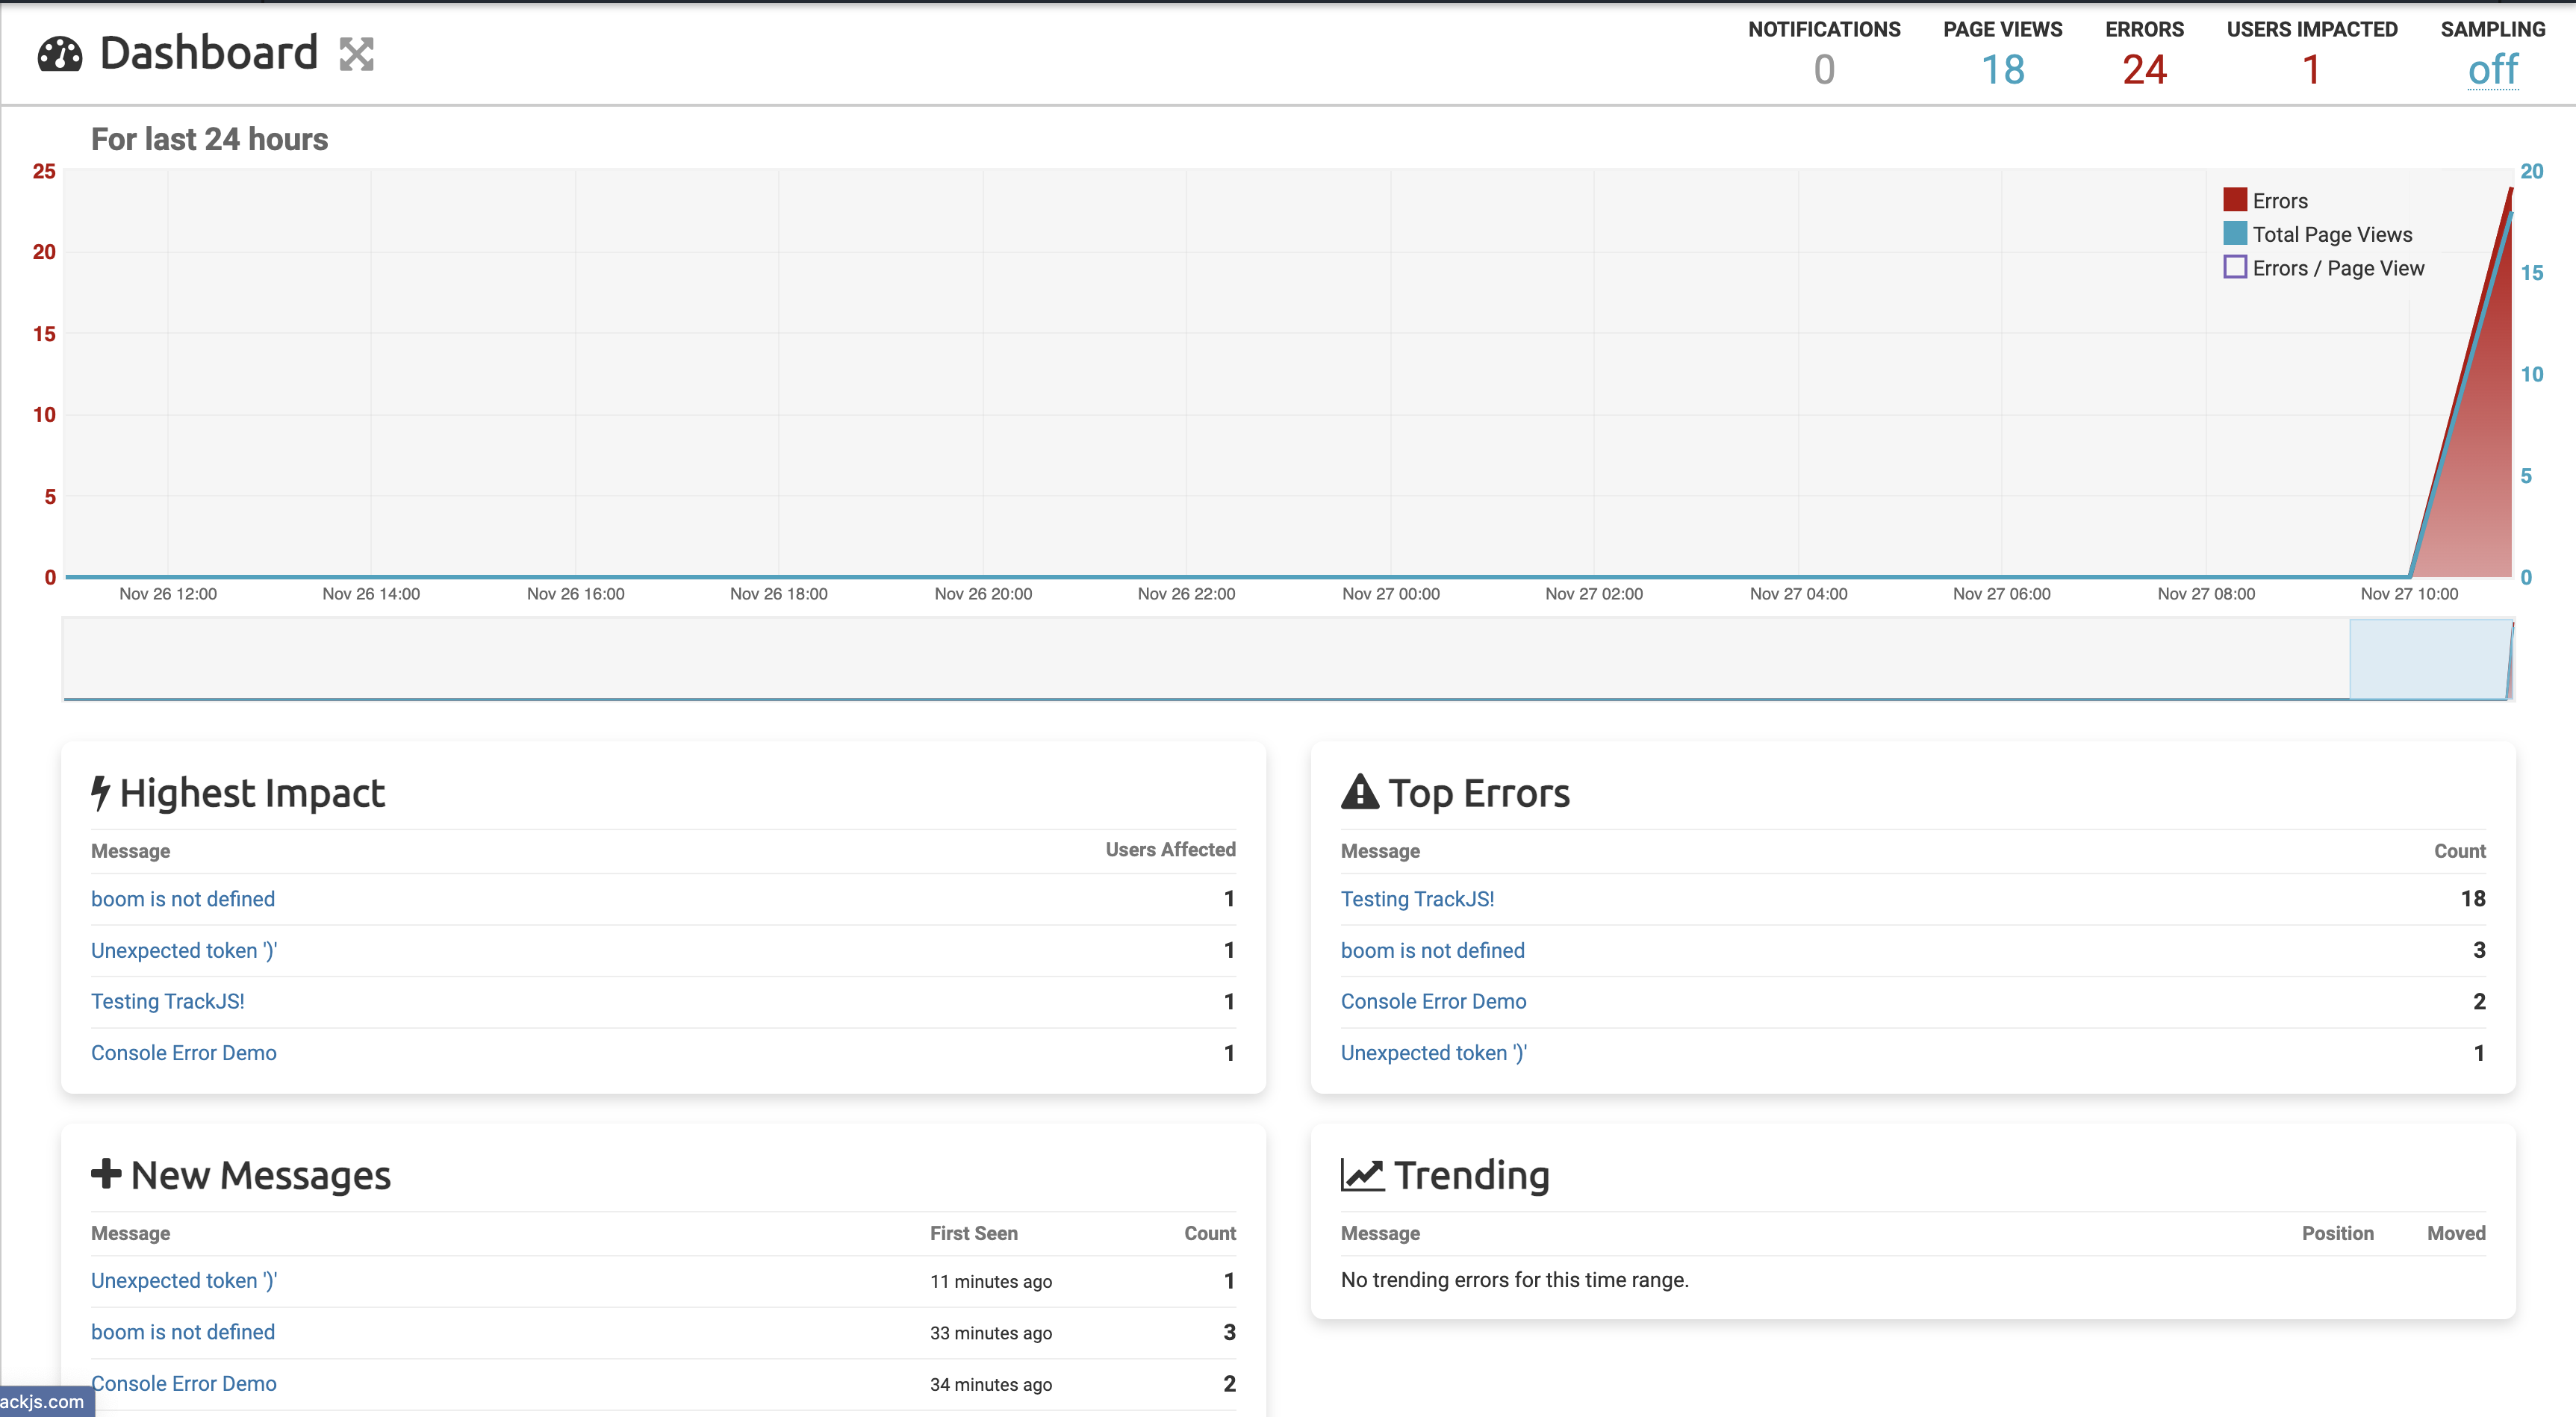 Dashboard
NOTIFICATIONS PAGE VIEWS ERRORS USERS IMPACTED SAMPLING
0 18 24 1 off
For last 24 hours
25 20
Errors
Total Page Views
20
Errors / Page View
15
15
10
10
5
5
0 0
Nov 26 12:00 Nov 26 14:00 Nov 26 16:00 Nov 26 18:00 Nov 26 20:00 Nov 26 22:00 Nov 27 00:00 Nov 27 02:00 Nov 27 04:00 Nov 27 06:00 Nov 27 08:00 Nov 27 10:00
Highest Impact
Message Users Affected
boom is not defined 1
Unexpected token ')' 1
Testing TrackJS! 1
Console Error Demo 1
Top Errors
Message Count
Testing TrackJS! 18
boom is not defined 3
Console Error Demo 2
Unexpected token ')' 1
New Messages
Message First Seen Count
Unexpected token ')' 11 minutes ago 1
boom is not defined 33 minutes ago 3
Console Error Demo 34 minutes ago 2
Trending
Message Position Moved
No trending errors for this time range.
ackjs.com